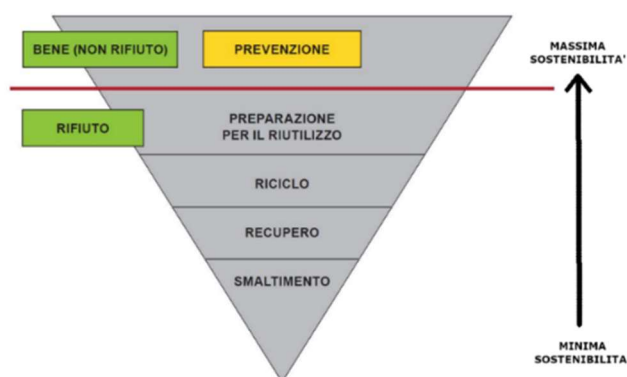 BENE (NON RIFIUTO)
PREVENZIONE
MASSIMA
SOSTENIBILITA'
RIFIUTO
PREPARAZIONE
PER IL RIUTILIZZO
RICICLO
RECUPERO
SMALTIMENTO
MINIMA
SOSTENIBILITA